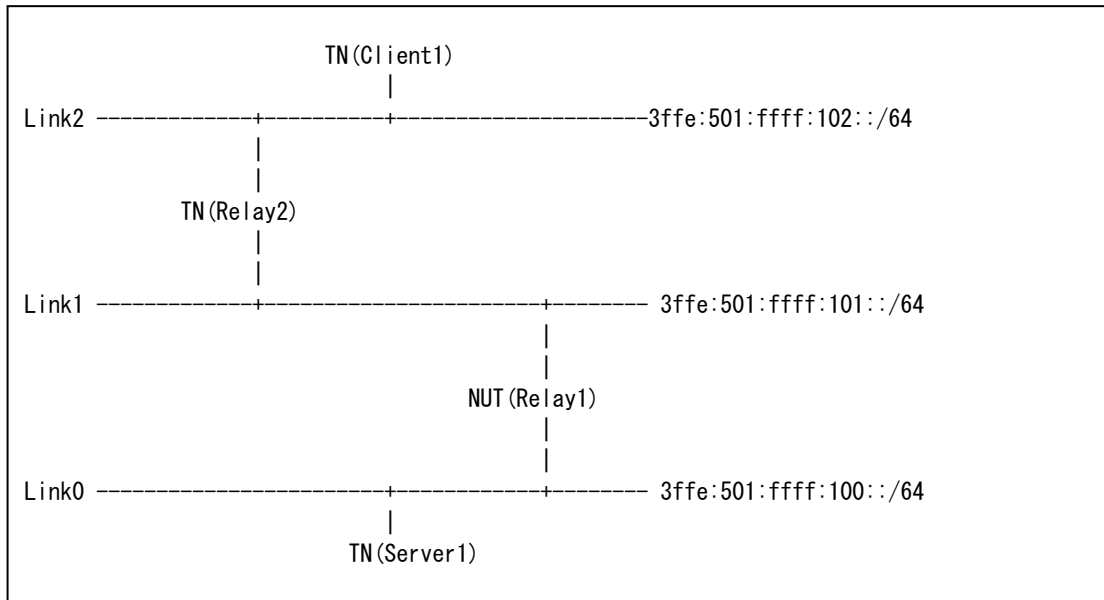 TN(Client1)
Link2 3ffe:501:ffff:102::/64
TN(Relay2)
Link1 3ffe:501:ffff:101::/64
NUT(Relay1)
Link0 3ffe:501:ffff:100::/64
TN(Server1)